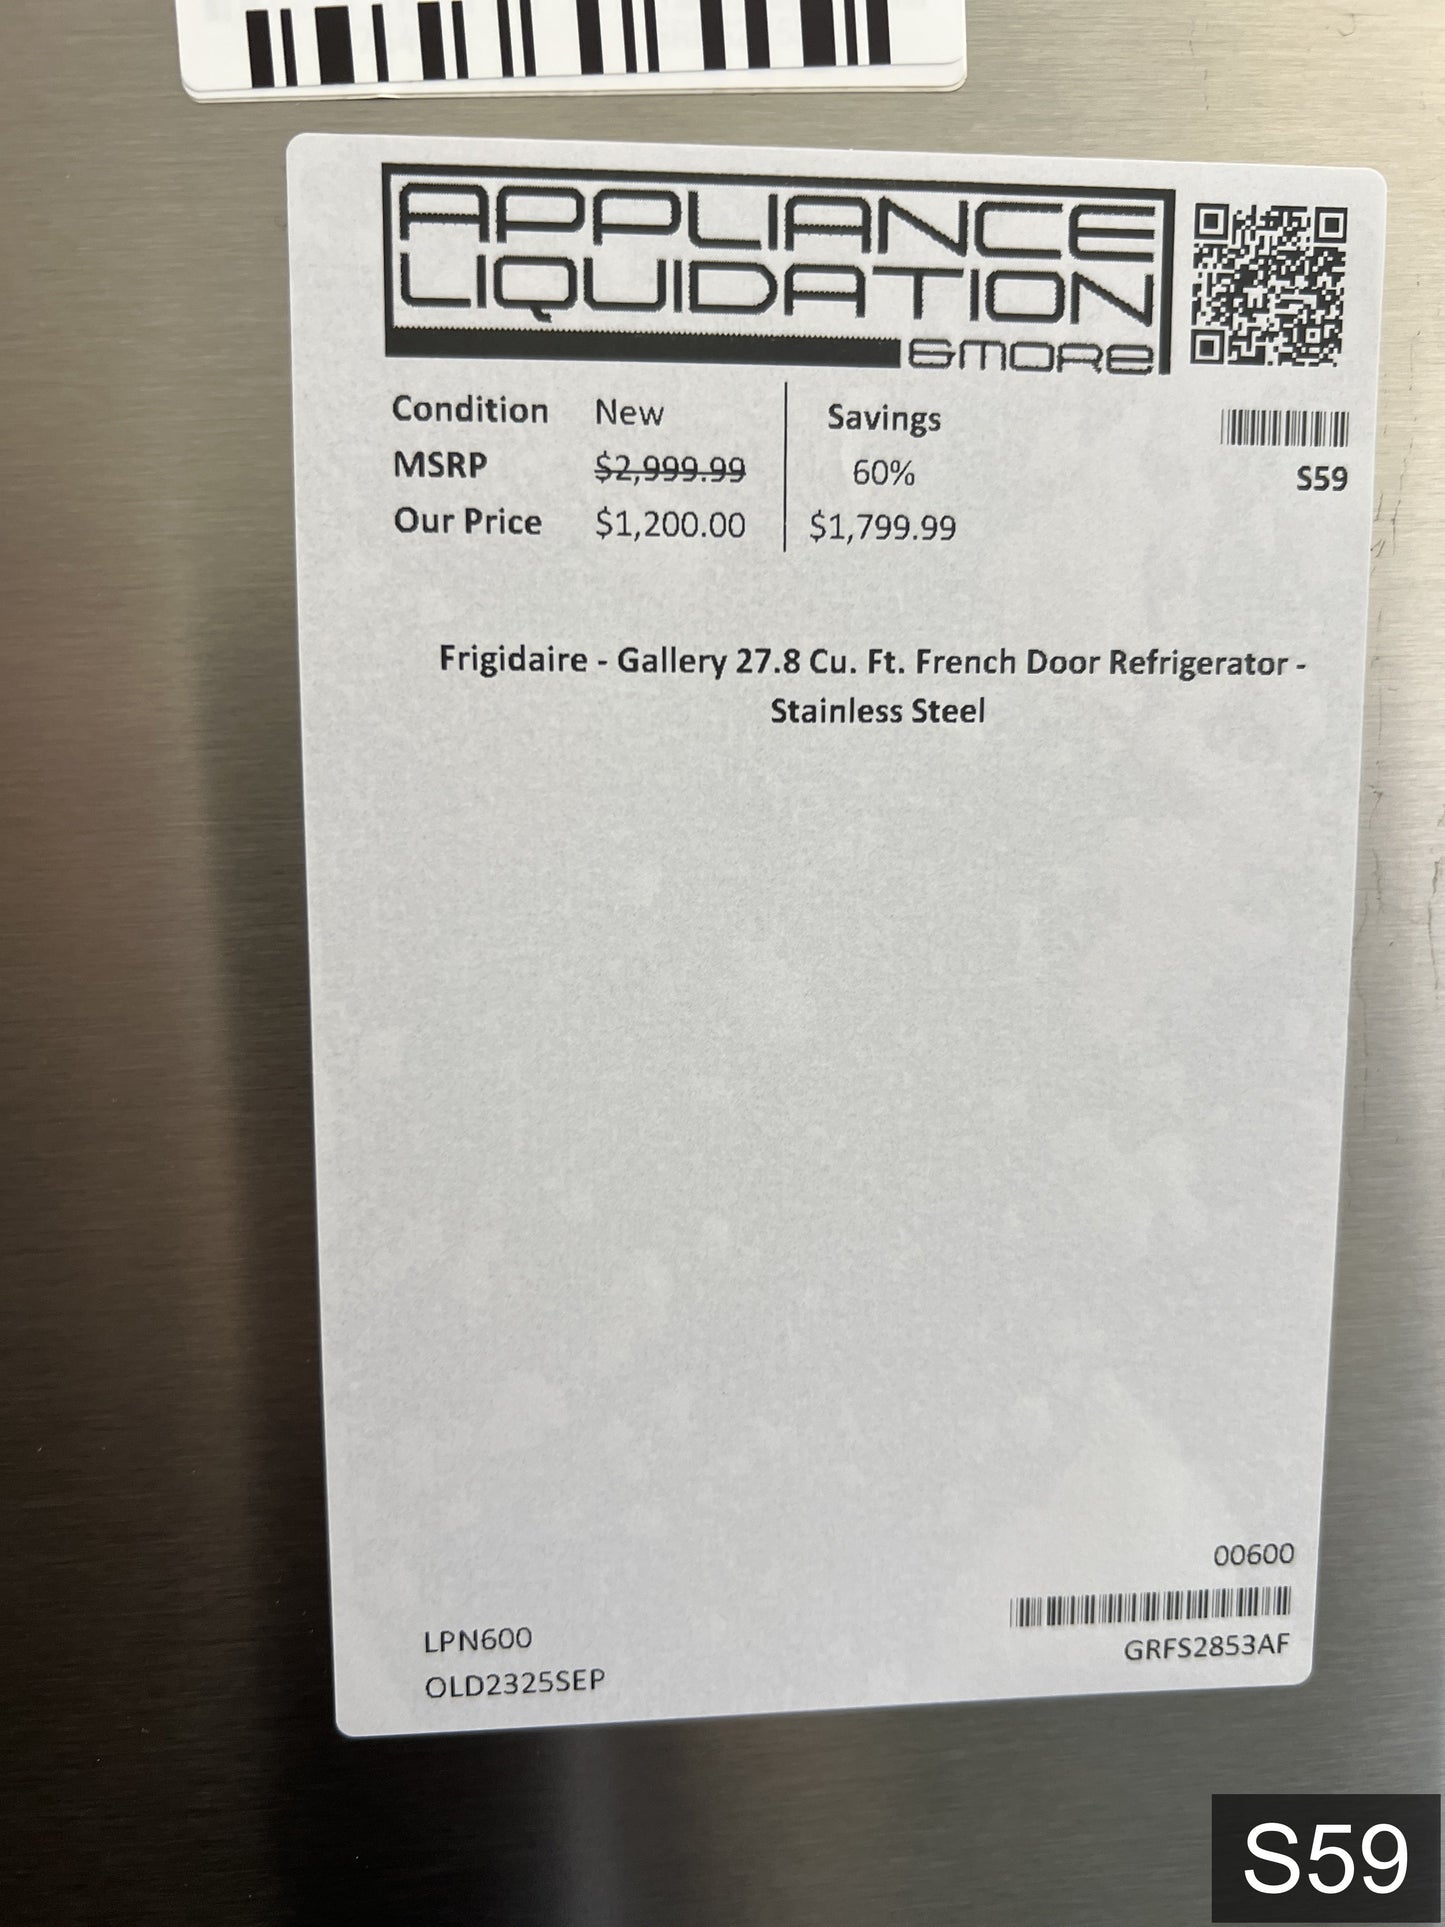 APPLIANCE
LIQUIDATION
&MORE
Condition New
MSRP $2,999.99
Our Price $1,200.00
Savings
60%
$1,799.99
S59
Frigidaire - Gallery 27.8 Cu. Ft. French Door Refrigerator -
Stainless Steel
00600
LPN600
GRFS2853AF
OLD2325SEP
S59